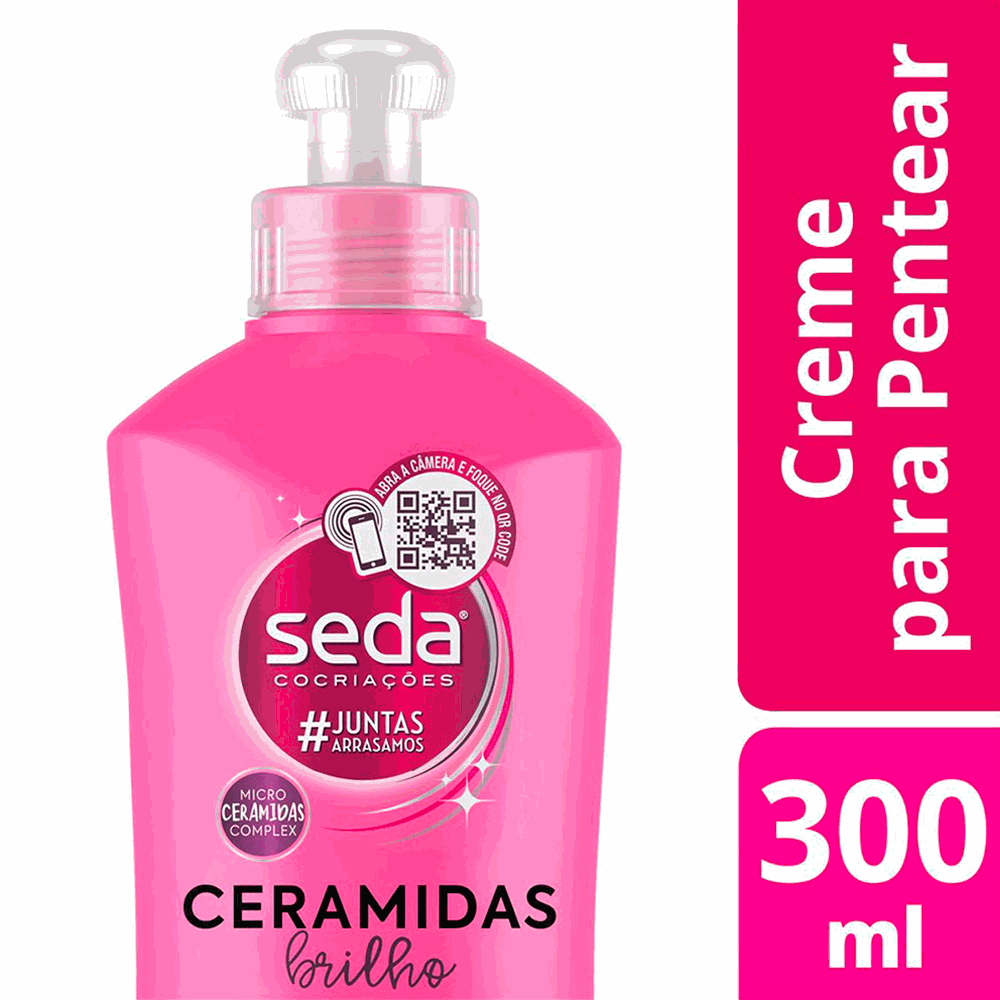 ABRA A CÂMERA E FOQUE NO QR CODE
seda®
COCRIAÇÕES
#JUNTAS
ARRASAMOS
MICRO
CERAMIDAS
COMPLEX
CERAMIDAS
brilho
Creme
para Pentear
300
ml